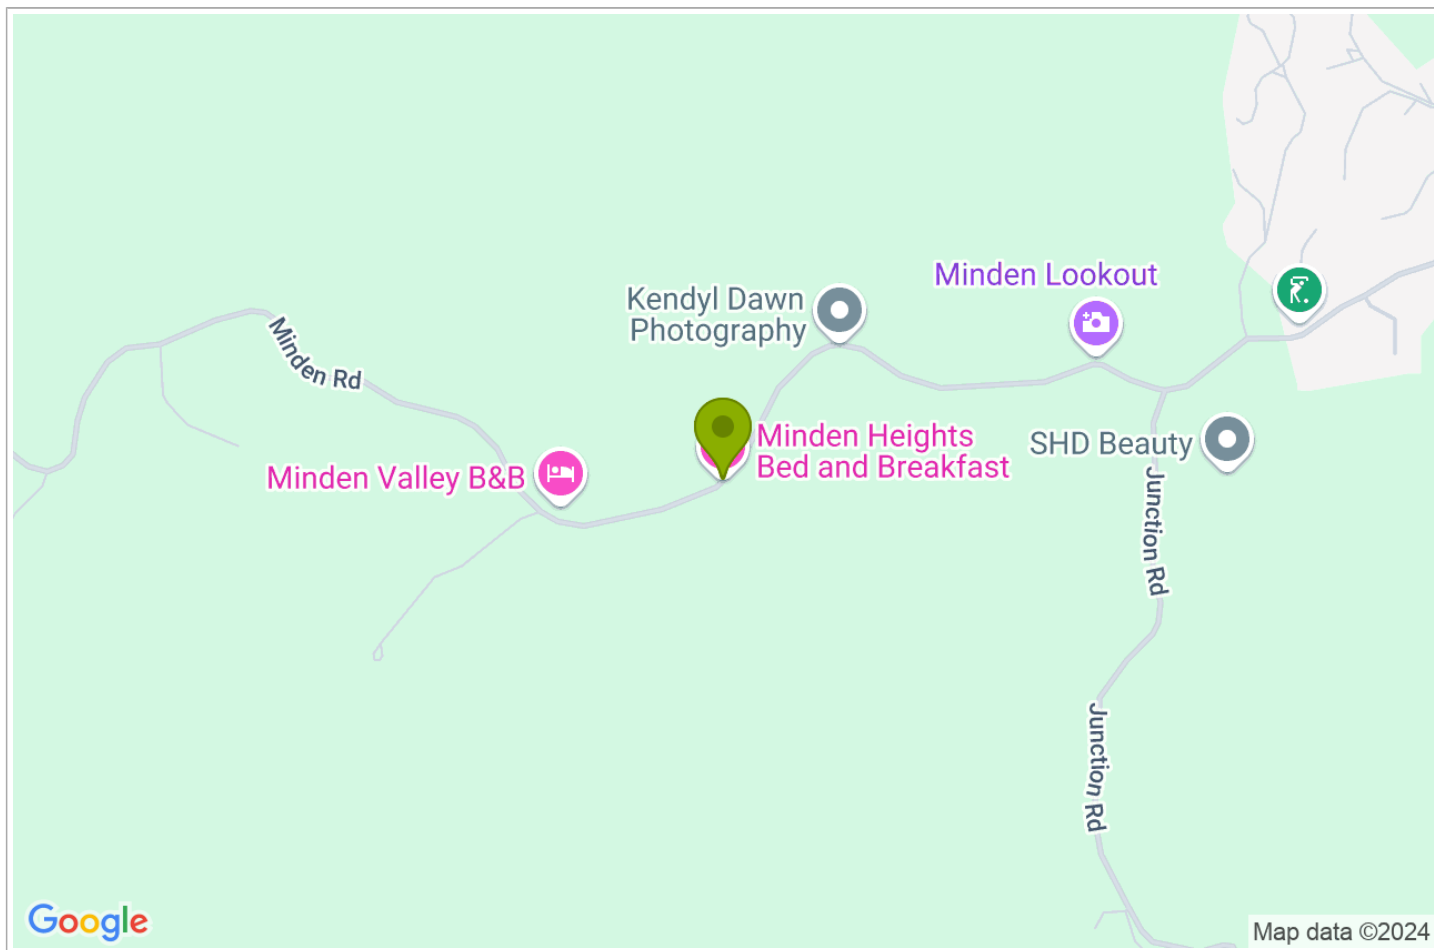 Minden Lookout
Kendyl Dawn
Photography
Minden Rd
Minden Heights
Bed and Breakfast
SHD Beauty
Minden Valley B&B
Junction Rd
Junction Rd
Google
Map data ©2024